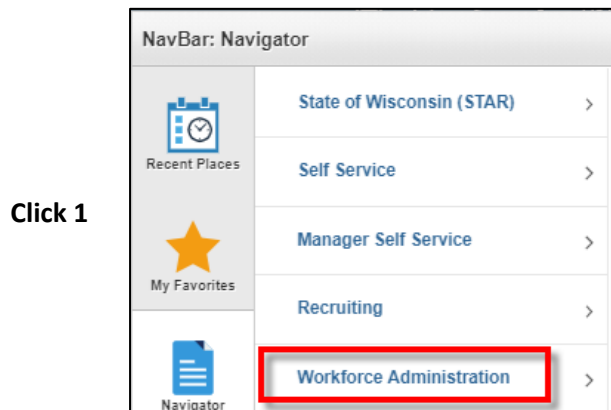 NavBar: Navigator
State of Wisconsin (STAR)
Recent Places
Self Service
Click 1
Manager Self Service
My Favorites
Recruiting
Workforce Administration
Navigator